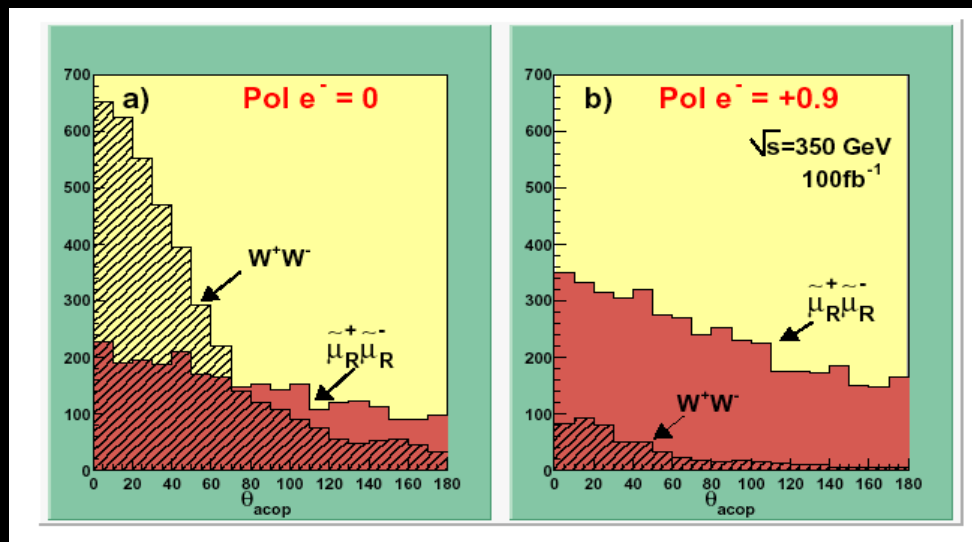 a) Pol e⁻ = 0
700
600
500
400
300
200
100
0
W⁺W⁻
μ̃⁺R μ̃⁻R
0 20 40 60 80 100 120 140 160 180
θacop
b) Pol e⁻ = +0.9
√s=350 GeV
100fb⁻¹
700
600
500
400
300
200
100
0
μ̃⁺R μ̃⁻R
W⁺W⁻
0 20 40 60 80 100 120 140 160 180
θacop